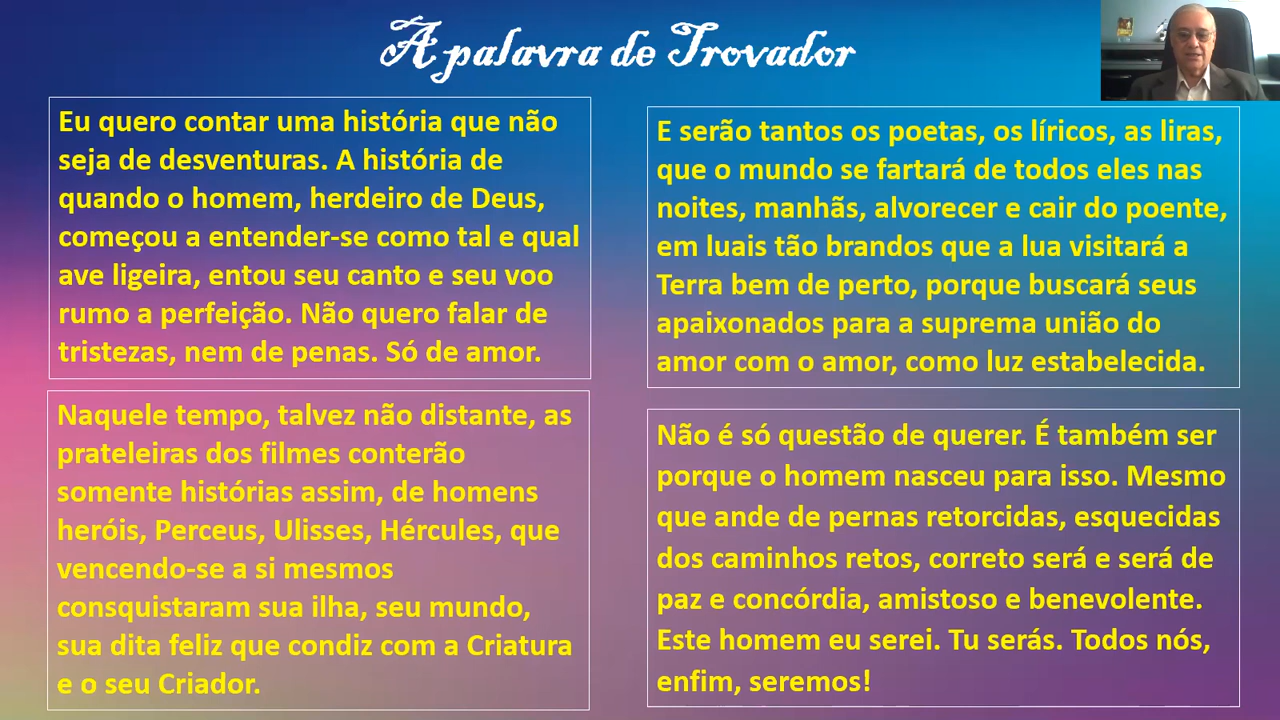 A palavra de Trovador
Eu quero contar uma história que não
seja de desventuras. A história de
quando o homem, herdeiro de Deus,
começou a entender-se como tal e qual
ave ligeira, entou seu canto e seu voo
rumo a perfeição. Não quero falar de
tristezas, nem de penas. Só de amor.
Naquele tempo, talvez não distante, as
prateleiras dos filmes conterão
somente histórias assim, de homens
heróis, Perceus, Ulisses, Hércules, que
vencendo-se a si mesmos
consquistaram sua ilha, seu mundo,
sua dita feliz que condiz com a Criatura
e o seu Criador.
E serão tantos os poetas, os líricos, as liras,
que o mundo se fartará de todos eles nas
noites, manhãs, alvorecer e cair do poente,
em luais tão brandos que a lua visitará a
Terra bem de perto, porque buscará seus
apaixonados para a suprema união do
amor com o amor, como luz estabelecida.
Não é só questão de querer. É também ser
porque o homem nasceu para isso. Mesmo
que ande de pernas retorcidas, esquecidas
dos caminhos retos, correto será e será de
paz e concórdia, amistoso e benevolente.
Este homem eu serei. Tu serás. Todos nós,
enfim, seremos!